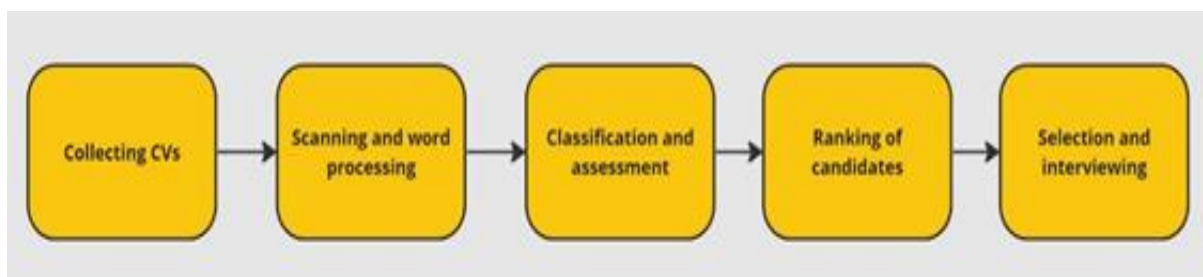 Collecting CVs
Scanning and word
processing
Classification and
assessment
Ranking of
candidates
Selection and
interviewing